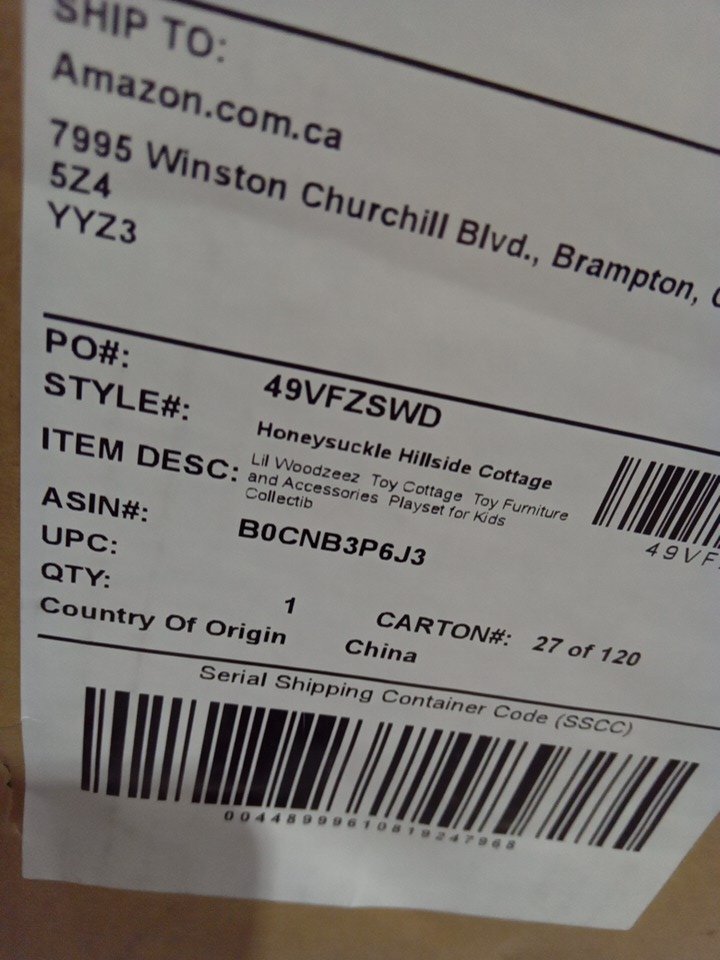 SHIP TO:
Amazon.com.ca
7995 Winston Churchill Blvd., Brampton,
5Z4
YYZ3
PO#: 49VFZSWD
STYLE#: Honeysuckle Hillside Cottage
ITEM DESC: Lil Woodzeez Toy Cottage Toy Furniture
and Accessories Playset for Kids
Collectib
49VF
ASIN#: B0CNB3P6J3
UPC:
QTY: 1 CARTON#: 27 of 120
Country Of Origin China
Serial Shipping Container Code (SSCC)
00448999610819247968